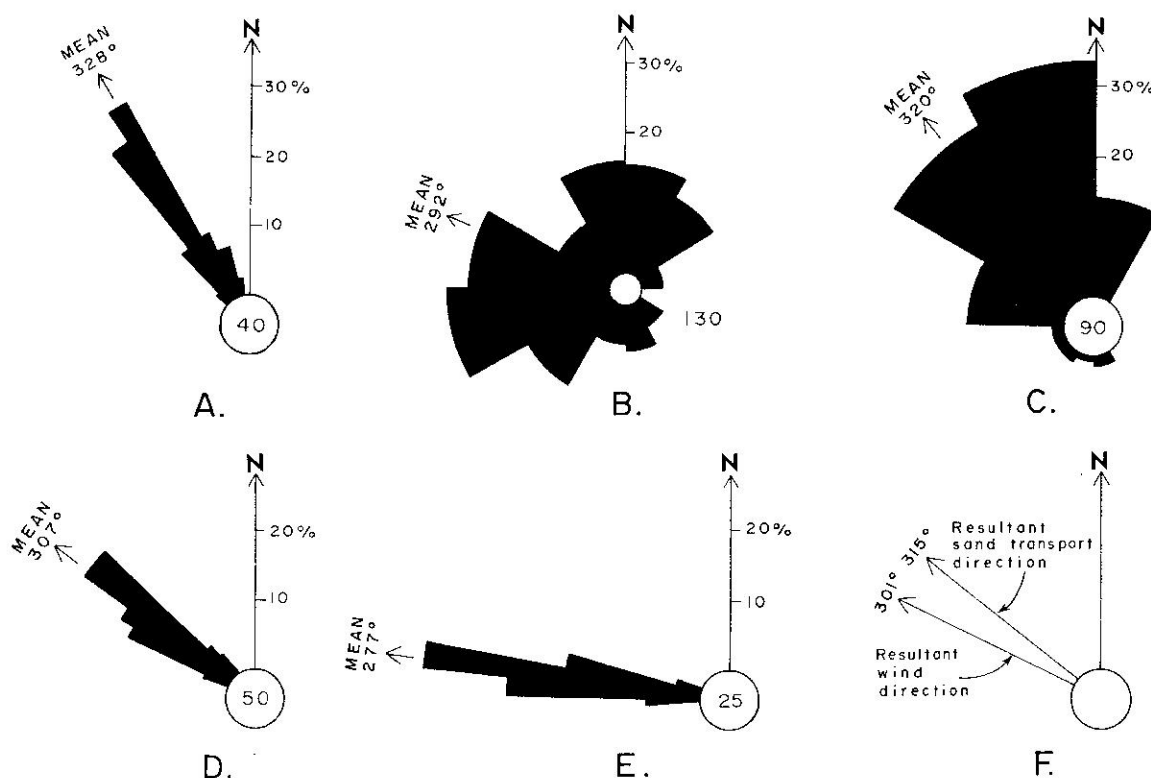 N
MEAN
328°
30%
20
10
40
A.
N
MEAN
292°
30%
20
130
B.
N
MEAN
320°
30%
20
90
C.
N
MEAN
307°
20%
10
50
D.
N
MEAN
277°
20%
10
25
E.
N
301° 315°
Resultant
sand transport
direction
Resultant
wind
direction
F.